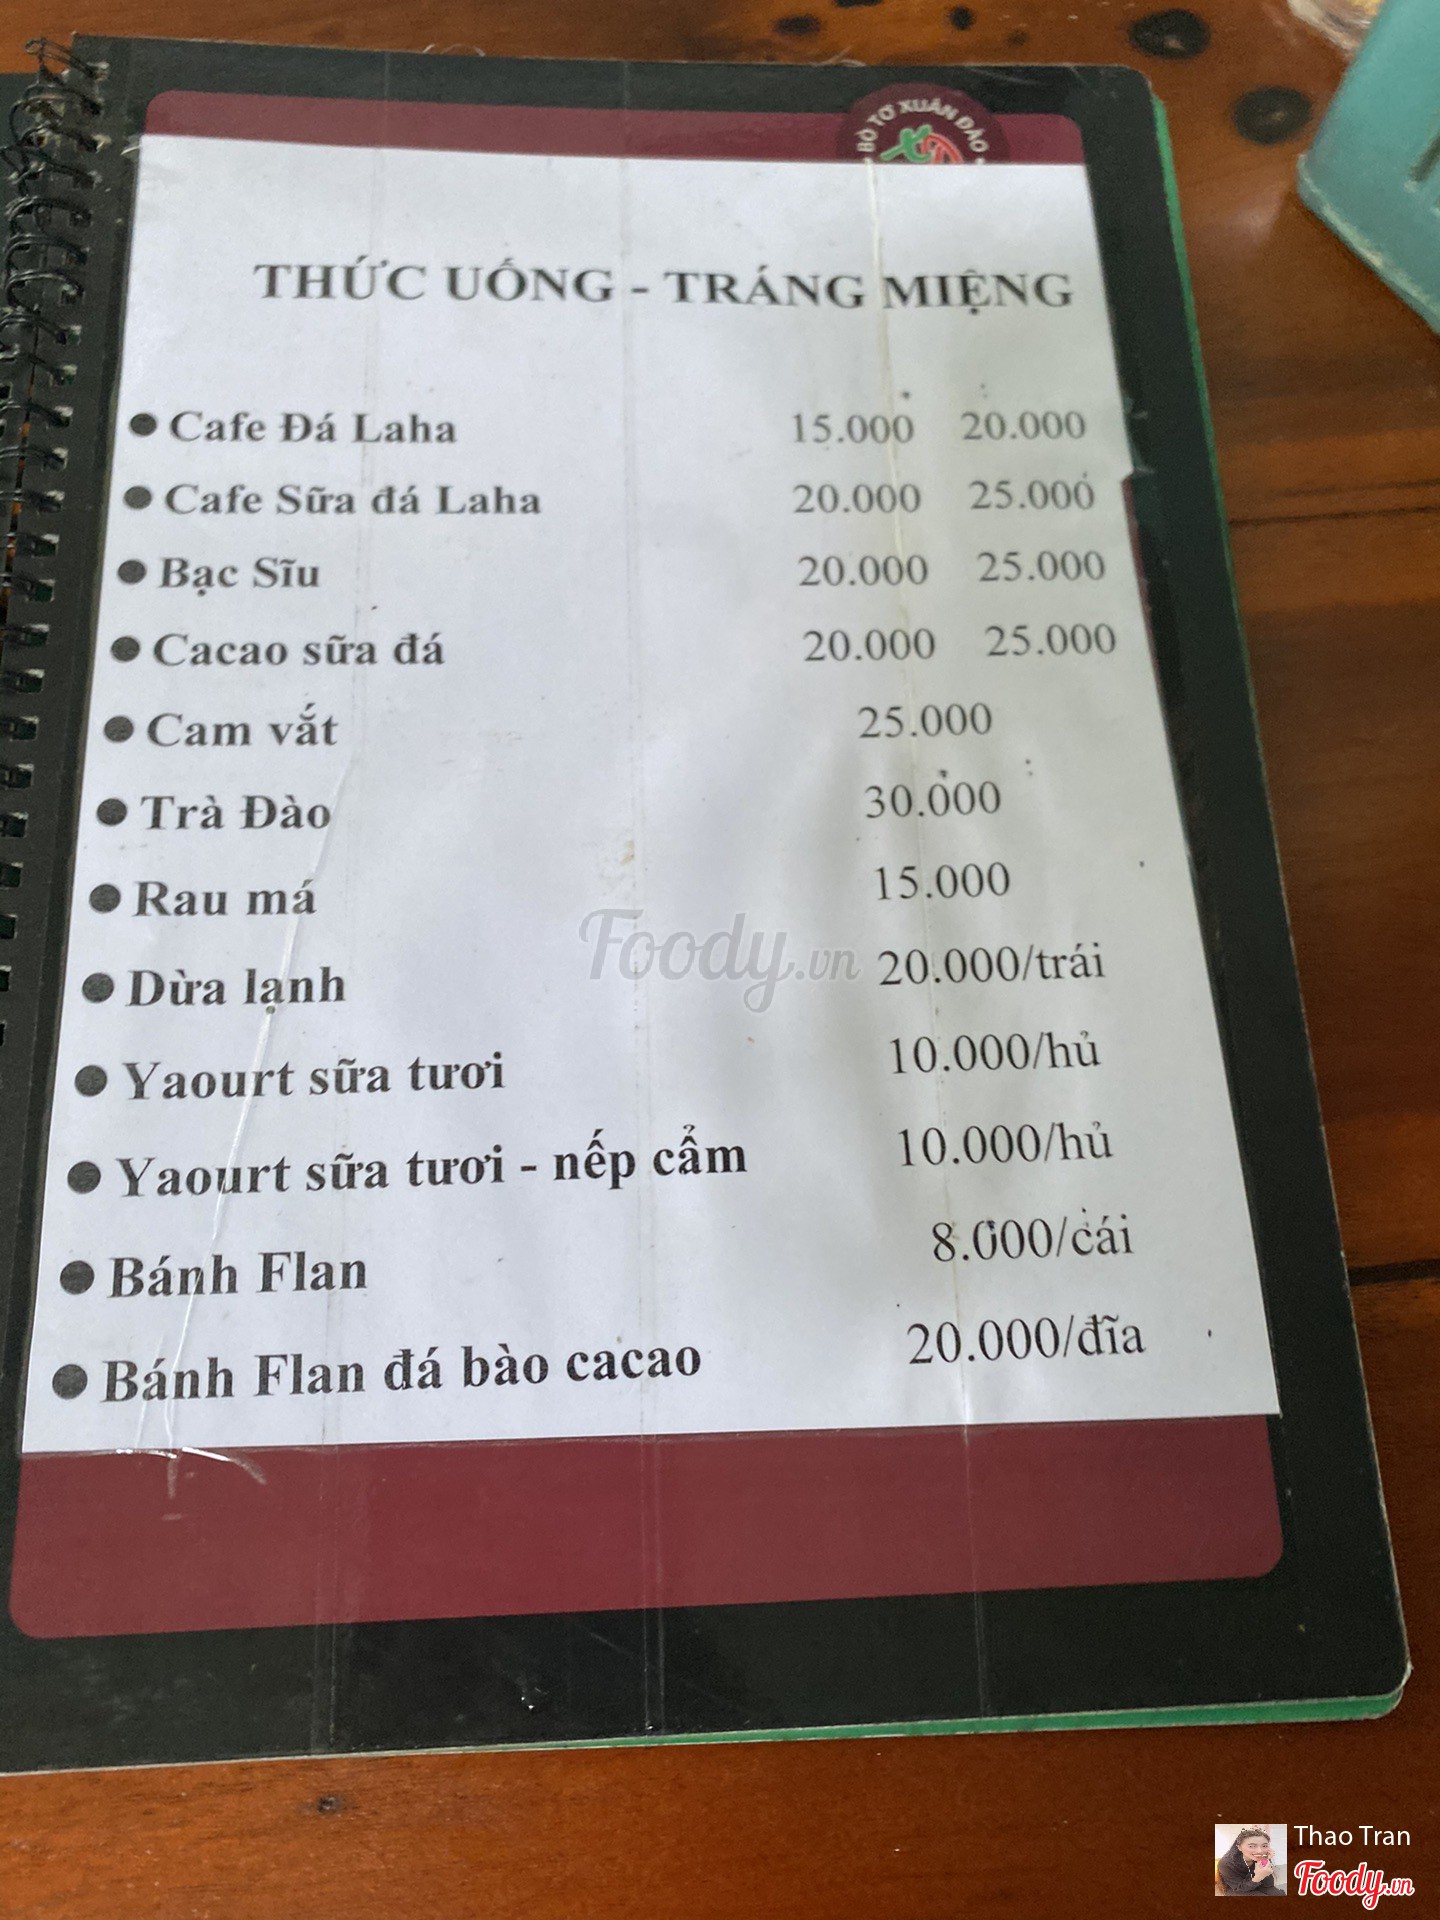 BÒ TƠ XUÂN ĐÀO
THỨC UỐNG - TRÁNG MIỆNG
● Cafe Đá Laha 15.000 20.000
● Cafe Sữa đá Laha 20.000 25.000
● Bạc Sĩu 20.000 25.000
● Cacao sữa đá 20.000 25.000
● Cam vắt 25.000
● Trà Đào 30.000
● Rau má 15.000
● Dừa lạnh 20.000/trái
● Yaourt sữa tươi 10.000/hủ
● Yaourt sữa tươi - nếp cẩm 10.000/hủ
● Bánh Flan 8.000/cái
● Bánh Flan đá bào cacao 20.000/đĩa
Foody.vn
Thao Tran
Foody.vn